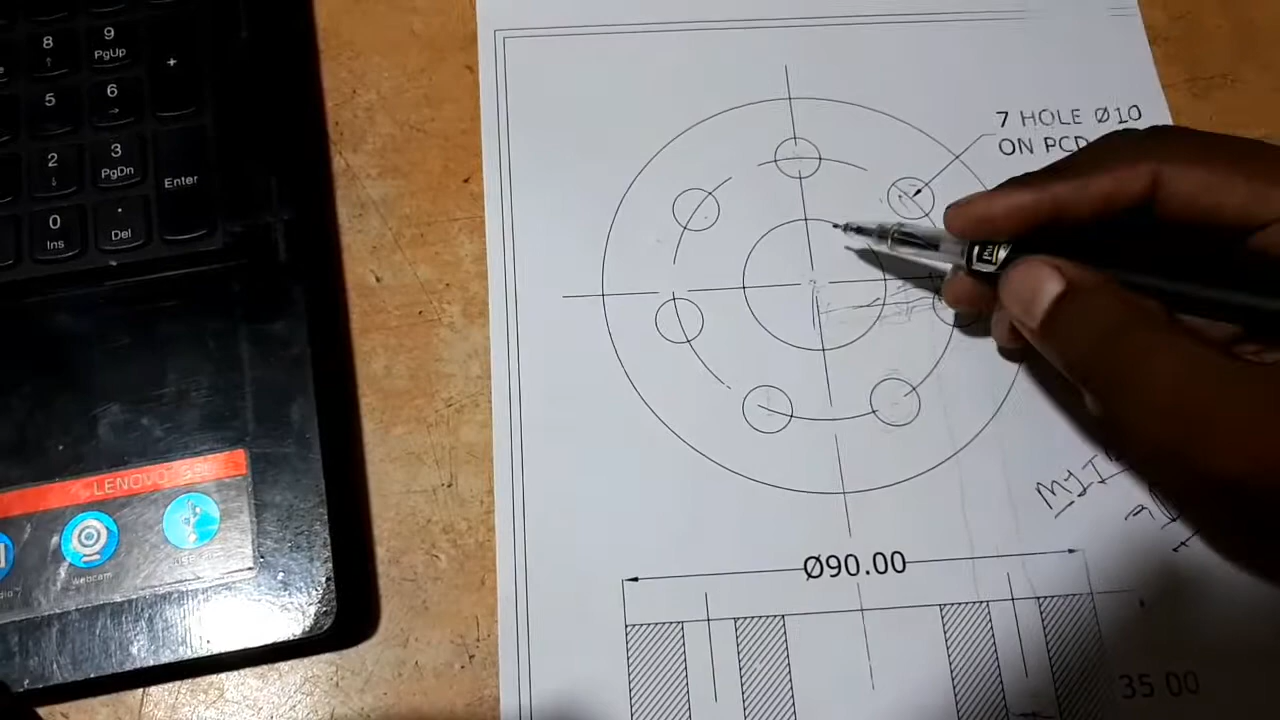 8 9 +
↑ PgUp
5 6
→
2 3
↓ PgDn Enter
0 .
Ins Del
LENOVO
Webcam
7 HOLE Ø10
ON PCD
Ø90.00
35.00